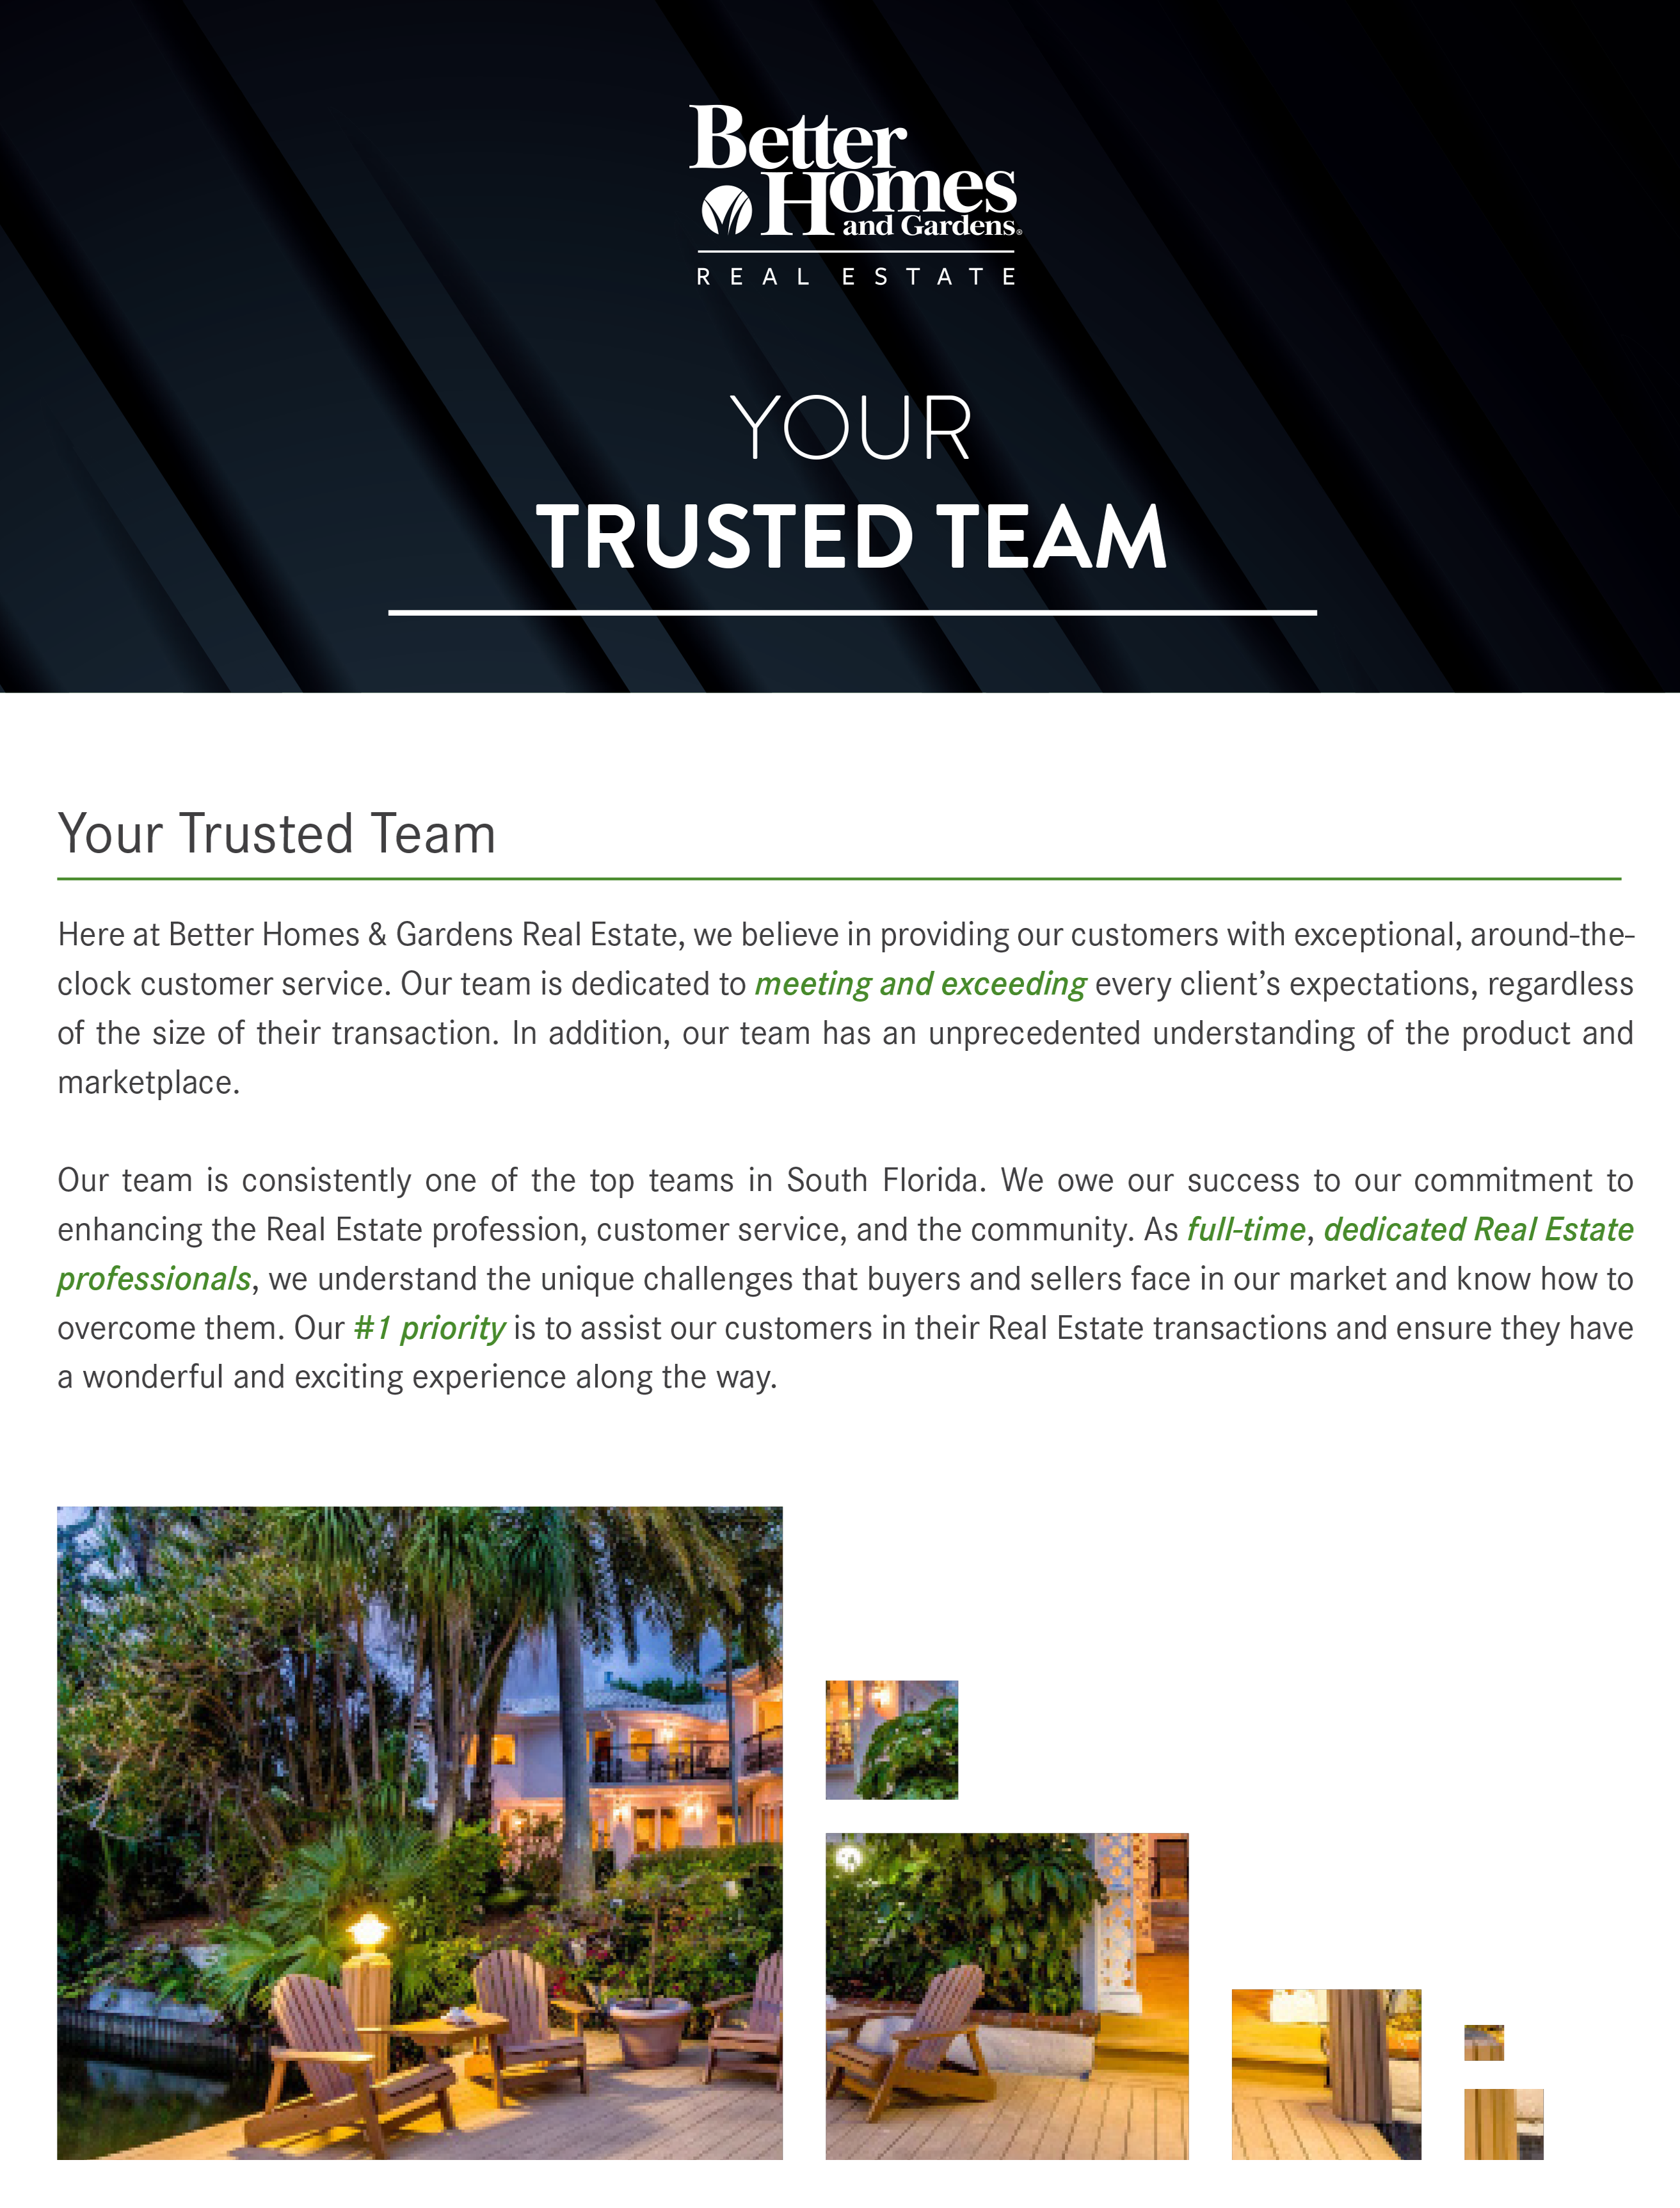 Better
Homes
and Gardens®
REAL ESTATE
YOUR
TRUSTED TEAM
Your Trusted Team
Here at Better Homes & Gardens Real Estate, we believe in providing our customers with exceptional, around-the-
clock customer service. Our team is dedicated to meeting and exceeding every client’s expectations, regardless
of the size of their transaction. In addition, our team has an unprecedented understanding of the product and
marketplace.
Our team is consistently one of the top teams in South Florida. We owe our success to our commitment to
enhancing the Real Estate profession, customer service, and the community. As full-time, dedicated Real Estate
professionals, we understand the unique challenges that buyers and sellers face in our market and know how to
overcome them. Our #1 priority is to assist our customers in their Real Estate transactions and ensure they have
a wonderful and exciting experience along the way.